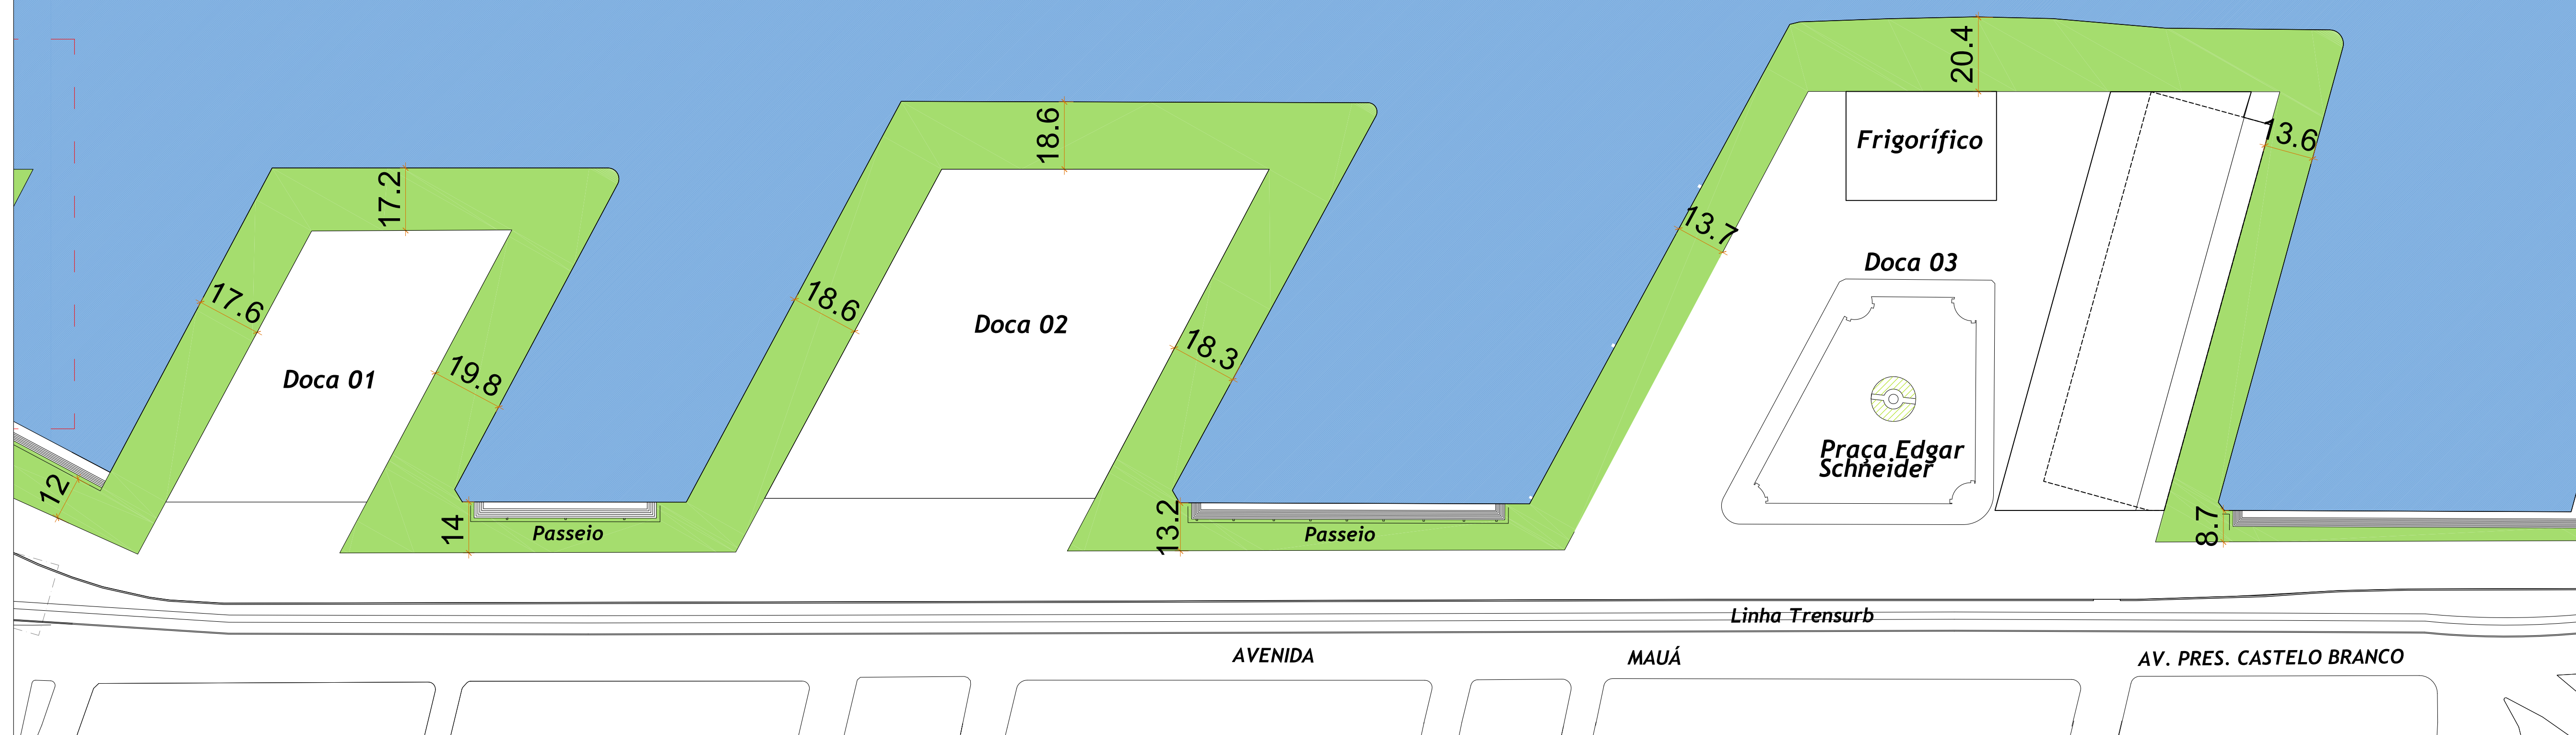 20.4
18.6
13.6
Frigorífico
17.2
13.7
Doca 03
17.6
18.6
Doca 02
18.3
Doca 01
19.8
Praça Edgar
Schneider
12
14
Passeio
13.2
Passeio
8.7
Linha Trensurb
AVENIDA MAUÁ AV. PRES. CASTELO BRANCO